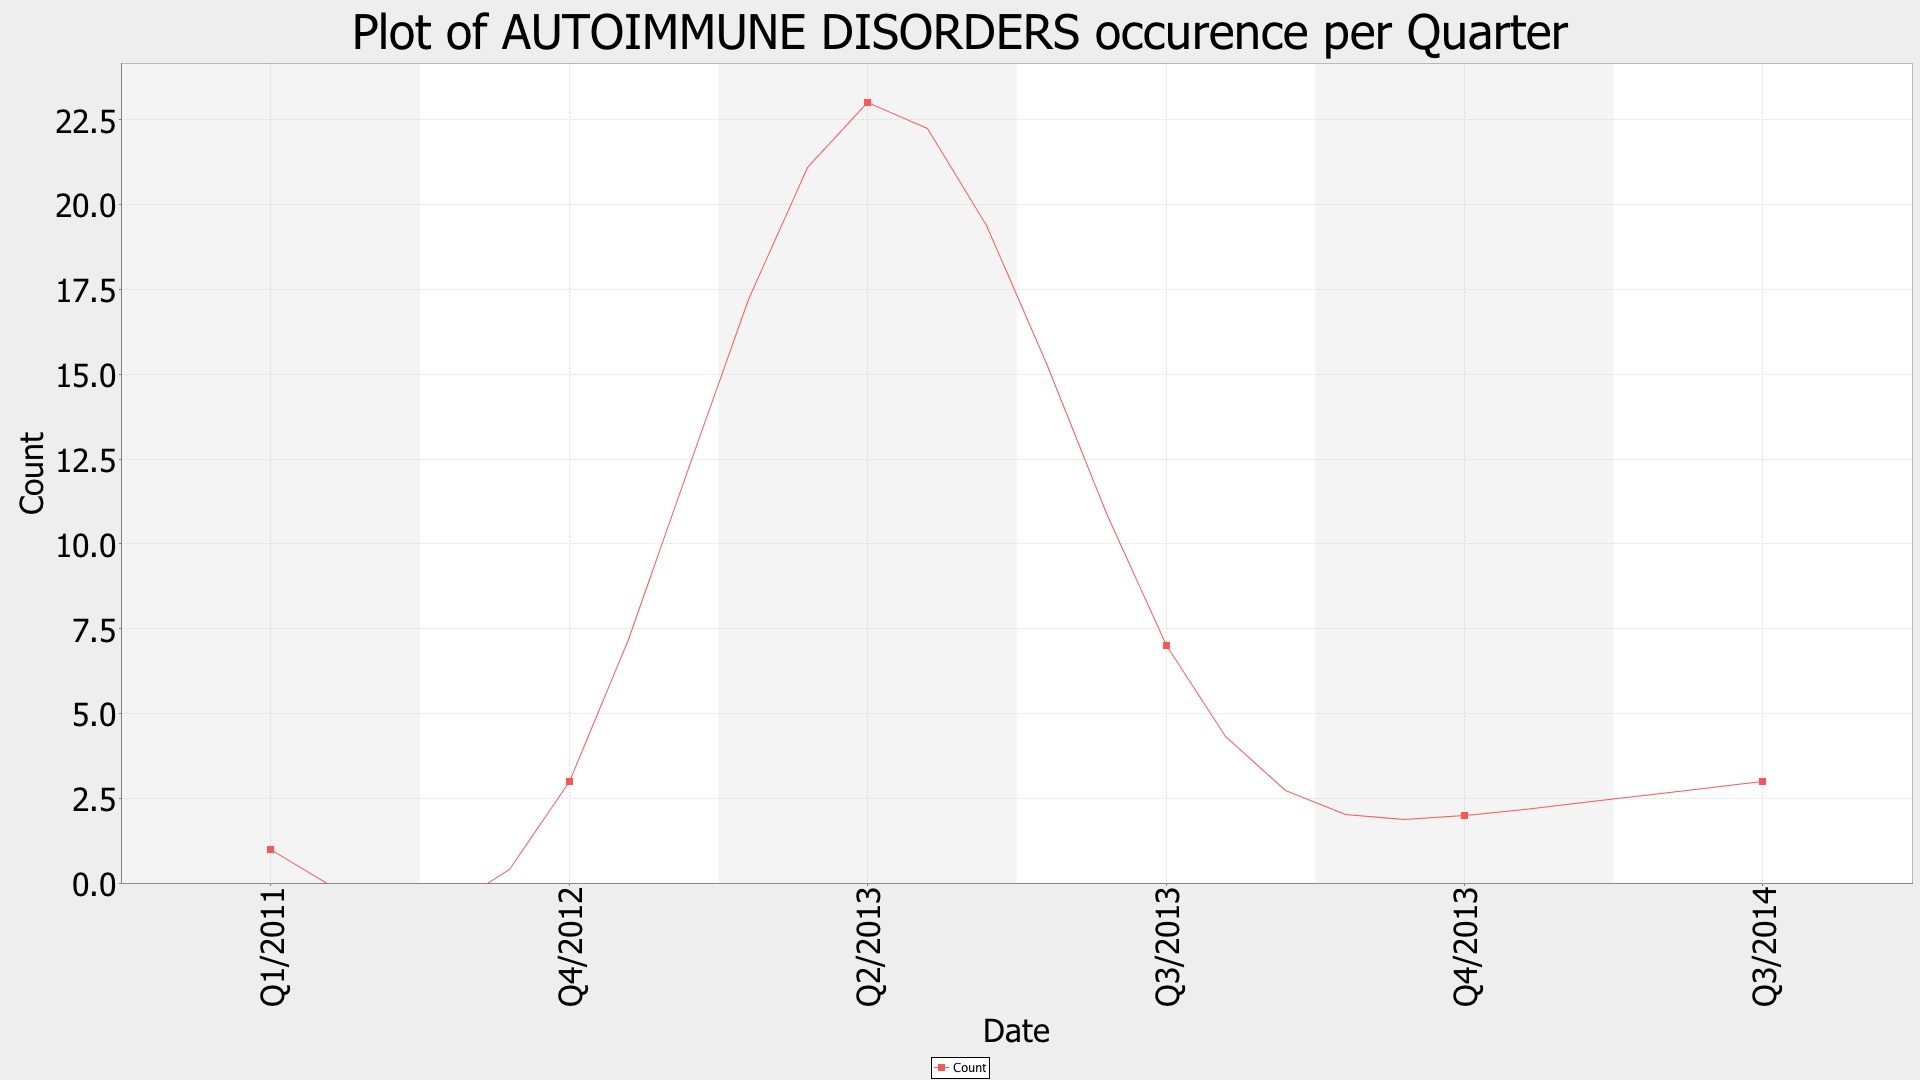 Plot of AUTOIMMUNE DISORDERS occurence per Quarter
Count
22.5
20.0
17.5
15.0
12.5
10.0
7.5
5.0
2.5
0.0
Q1/2011
Q4/2012
Q2/2013
Q3/2013
Q4/2013
Q3/2014
Date
Count